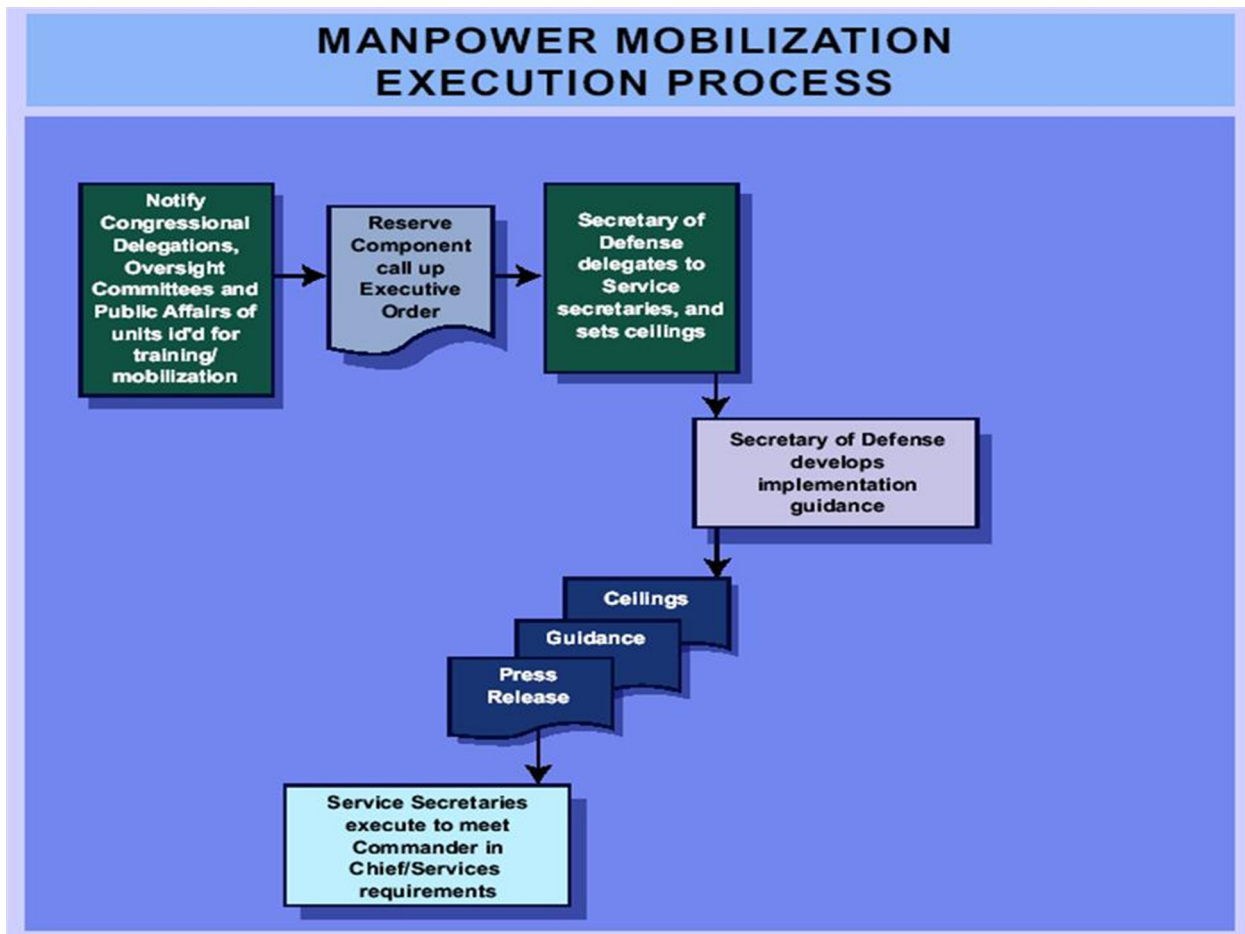 MANPOWER MOBILIZATION
EXECUTION PROCESS
Notify
Congressional
Delegations,
Oversight
Committees and
Public Affairs of
units id'd for
training/
mobilization
Reserve
Component
call up
Executive
Order
Secretary of
Defense
delegates to
Service
secretaries, and
sets ceilings
Secretary of Defense
develops
implementation
guidance
Ceilings
Guidance
Press
Release
Service Secretaries
execute to meet
Commander in
Chief/Services
requirements